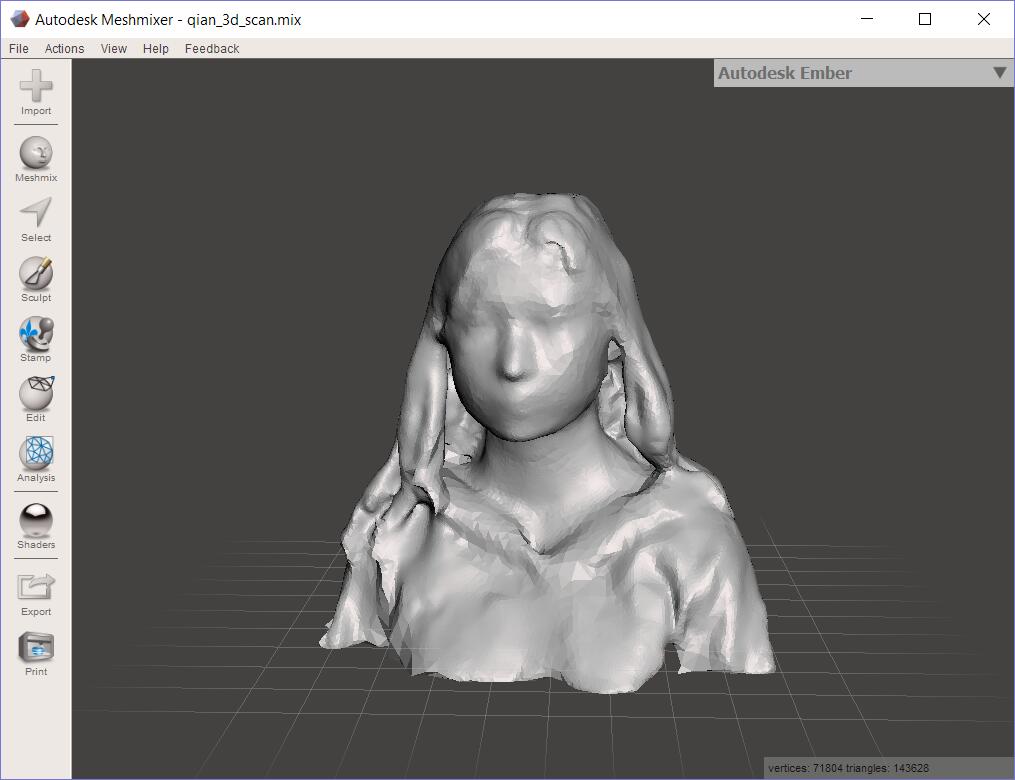 Autodesk Meshmixer - qian_3d_scan.mix
File Actions View Help Feedback
Autodesk Ember
Import
Meshmix
Select
Sculpt
Stamp
Edit
Analysis
Shaders
Export
Print
vertices: 71804 triangles: 143628